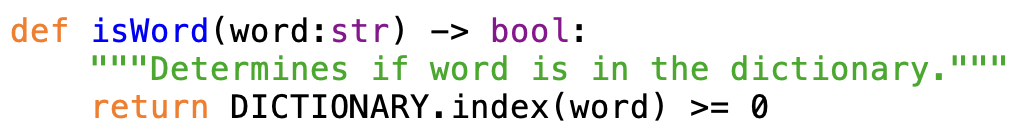 def isWord(word:str) -> bool:
    """Determines if word is in the dictionary."""
    return DICTIONARY.index(word) >= 0